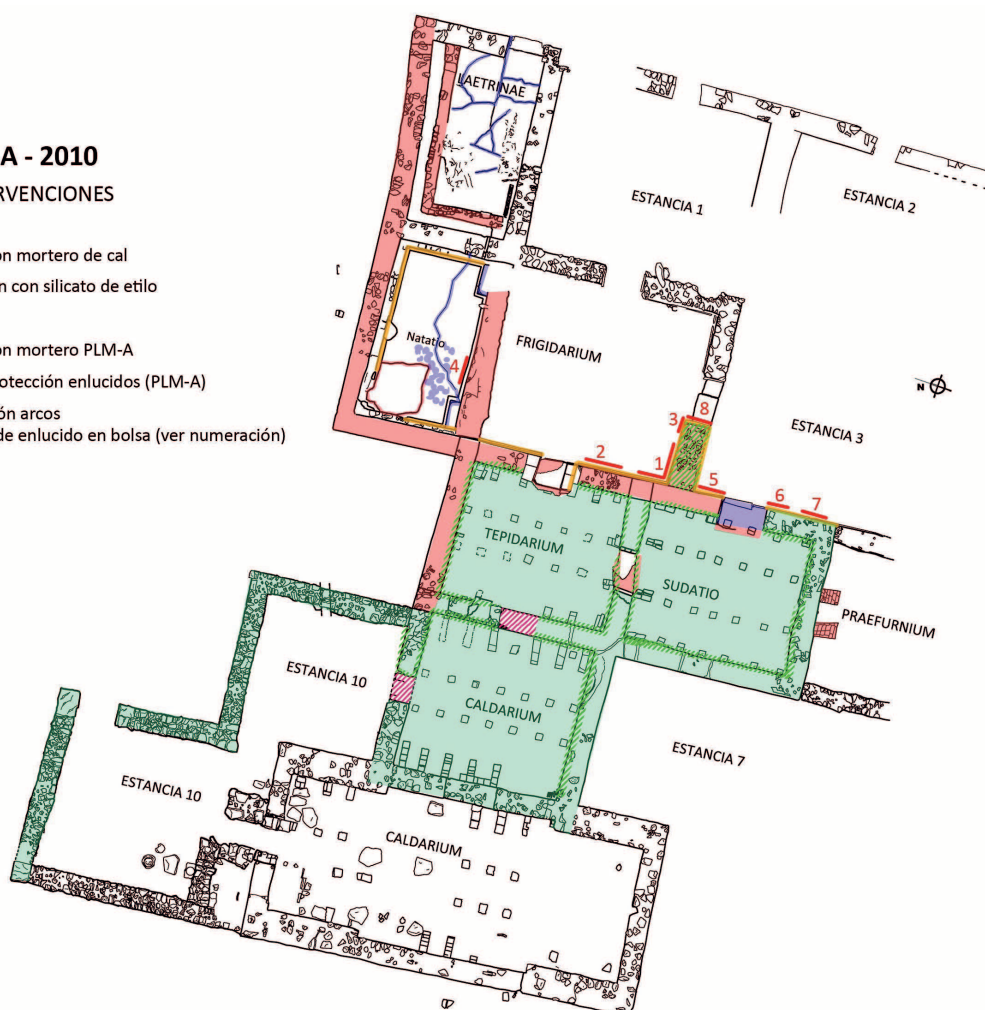 A - 2010
RVENCIONES
on mortero de cal
n con silicato de etilo
on mortero PLM-A
otección enlucidos (PLM-A)
ón arcos
de enlucido en bolsa (ver numeración)
LAETRINAE
ESTANCIA 1
ESTANCIA 2
Natatio
4
FRIGIDARIUM
N
3
8
ESTANCIA 3
2
1
5
6
7
TEPIDARIUM
SUDATIO
PRAEFURNIUM
ESTANCIA 10
CALDARIUM
ESTANCIA 7
ESTANCIA 10
CALDARIUM